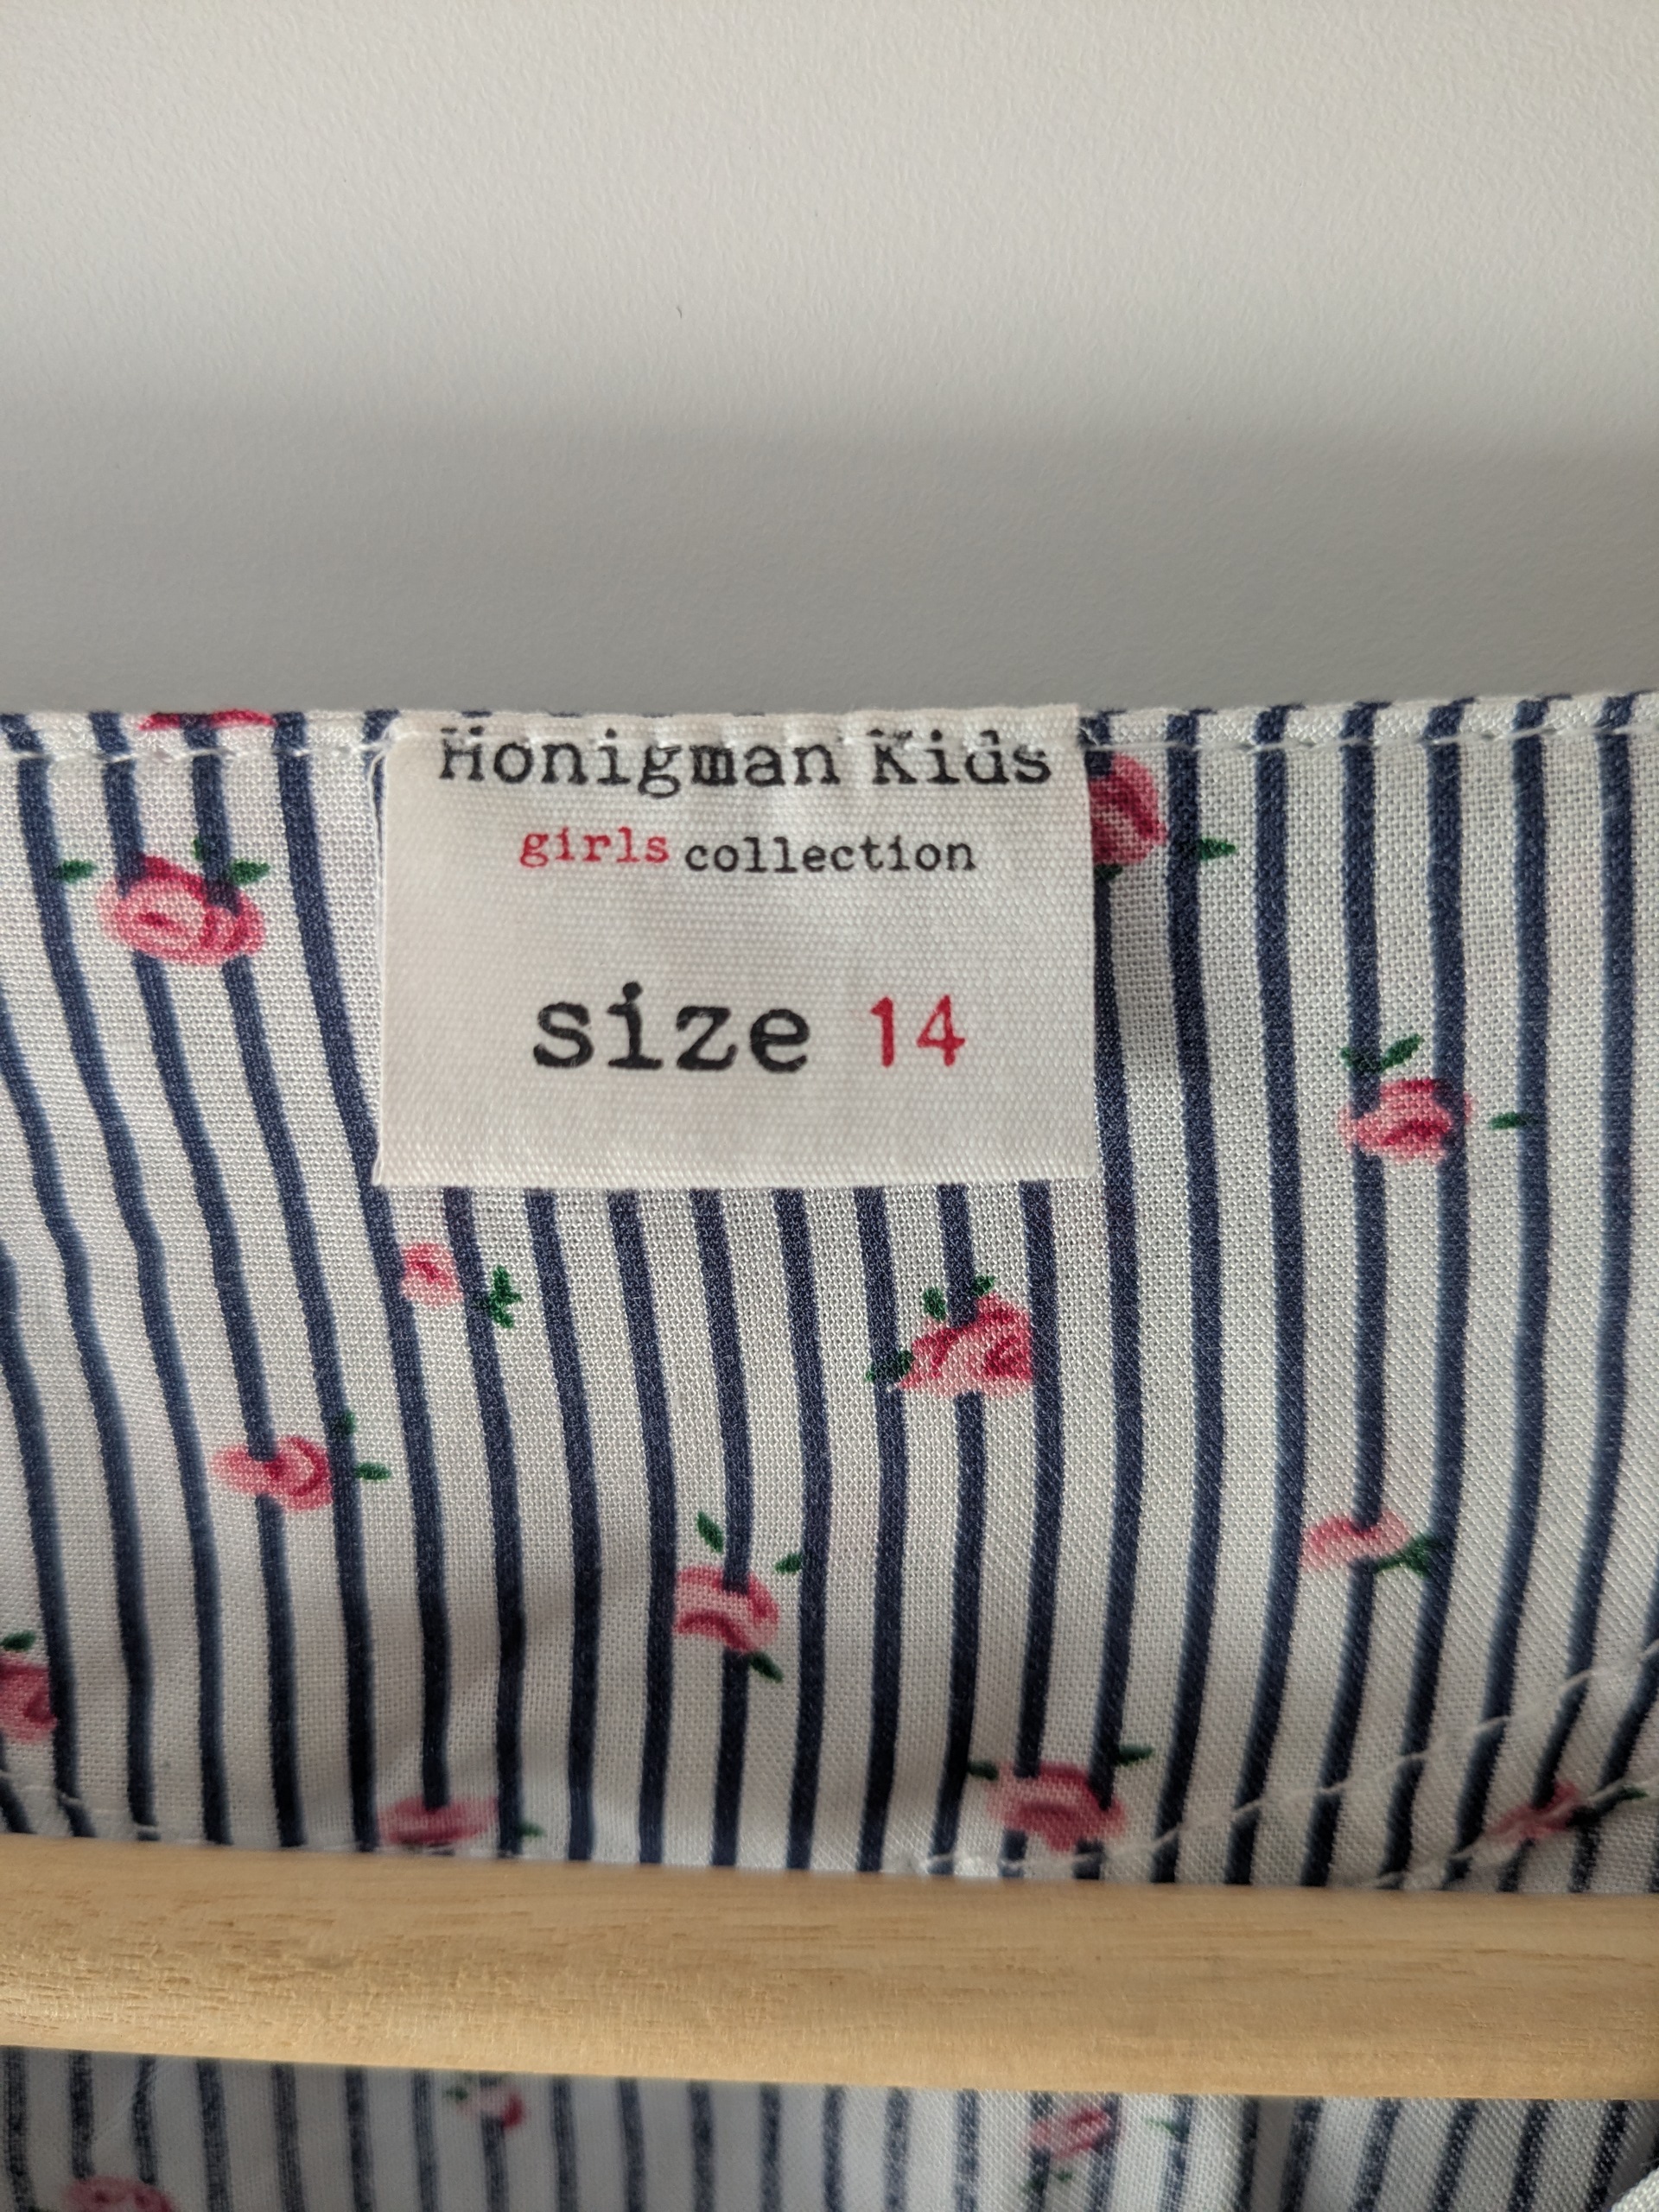 Honigman Kids
girls collection
size 14